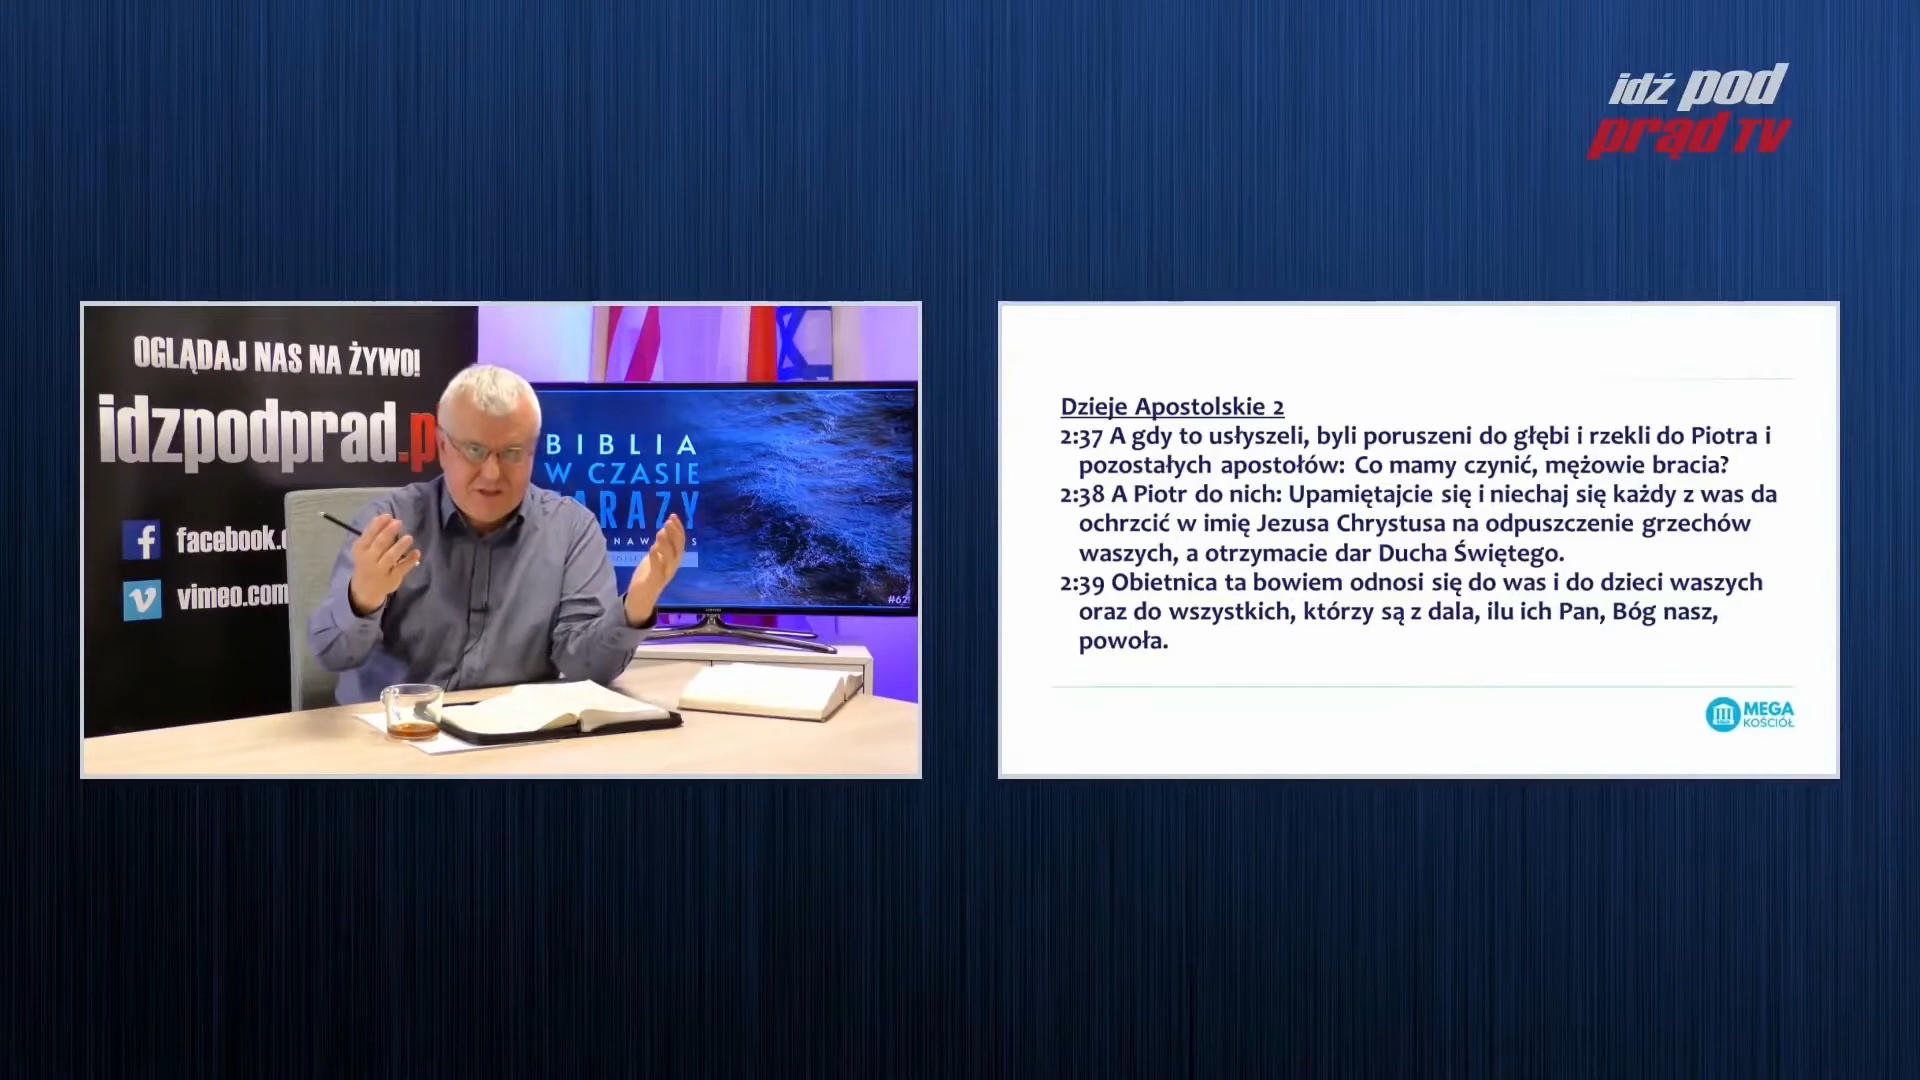 idź pod
prąd TV
OGLĄDAJ NAS NA ŻYWO!
idzpodprad.p
facebook.
vimeo.com
BIBLIA
W CZASIE
ARAZY
#62
Dzieje Apostolskie 2
2:37 A gdy to usłyszeli, byli poruszeni do głębi i rzekli do Piotra i
pozostałych apostołów: Co mamy czynić, mężowie bracia?
2:38 A Piotr do nich: Upamiętajcie się i niechaj się każdy z was da
ochrzcić w imię Jezusa Chrystusa na odpuszczenie grzechów
waszych, a otrzymacie dar Ducha Świętego.
2:39 Obietnica ta bowiem odnosi się do was i do dzieci waszych
oraz do wszystkich, którzy są z dala, ilu ich Pan, Bóg nasz,
powoła.
MEGA
KOŚCIÓŁ